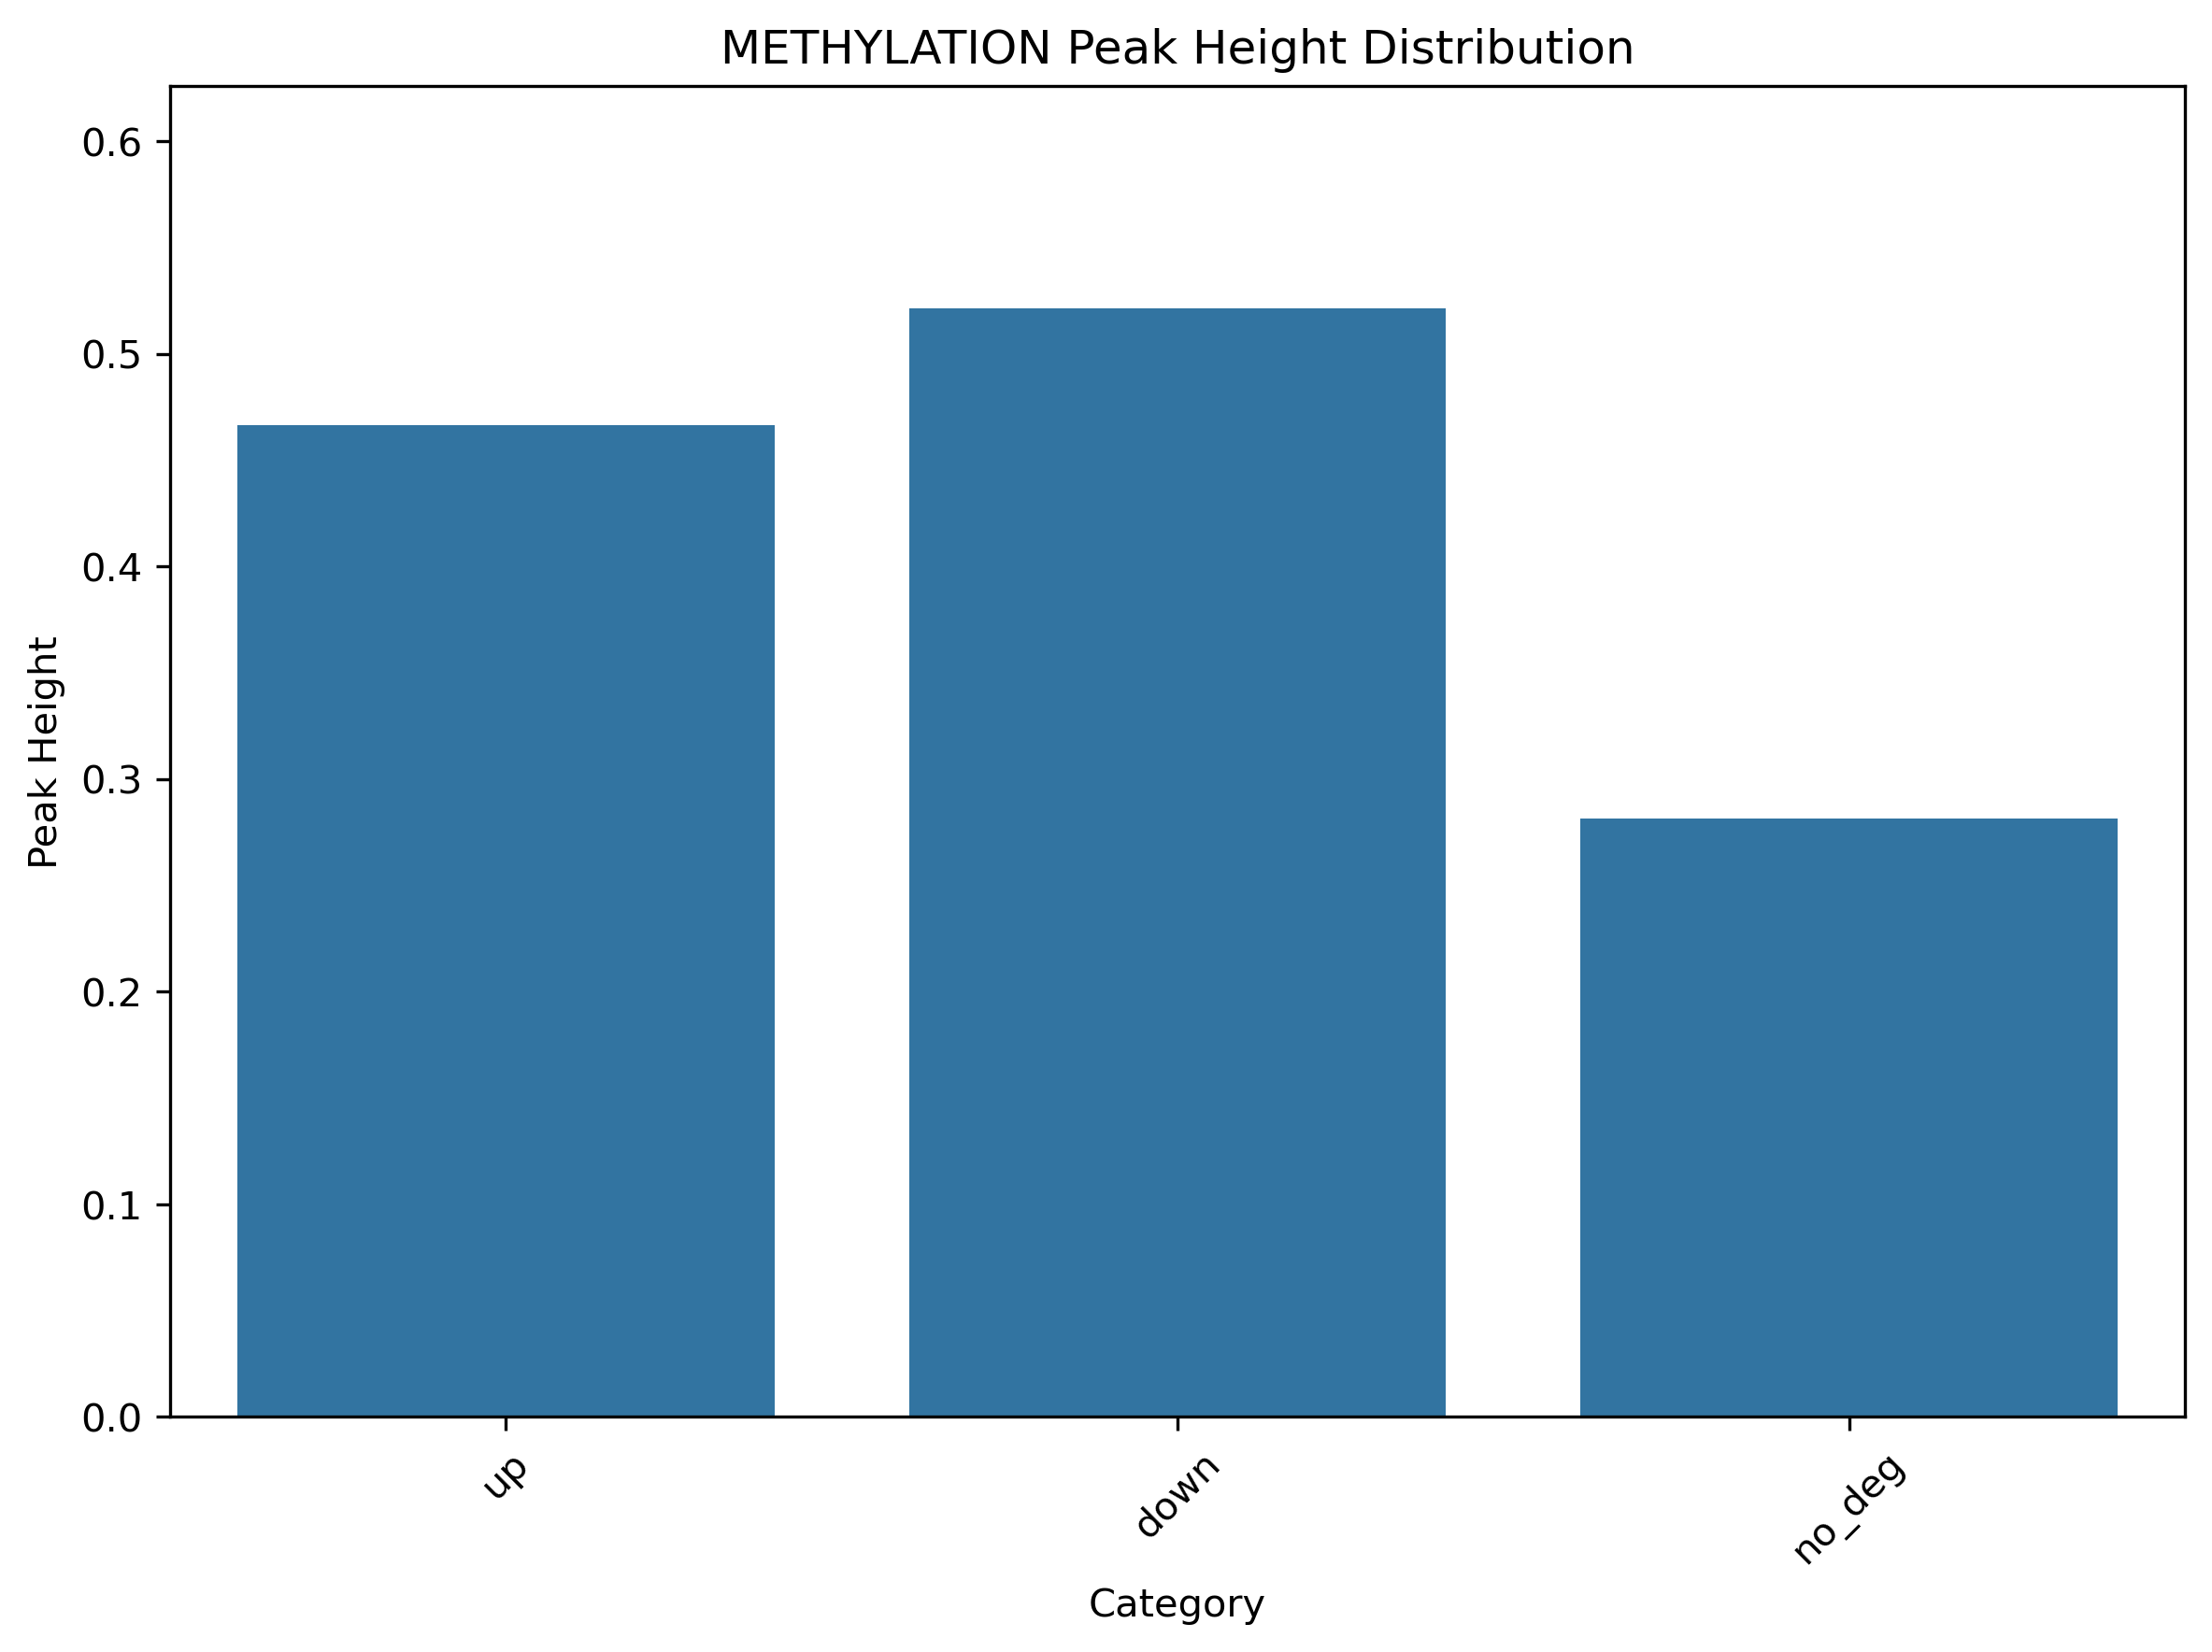 METHYLATION Peak Height Distribution
0.6
0.5
0.4
0.3
0.2
0.1
0.0
Peak Height
up
down
no_deg
Category